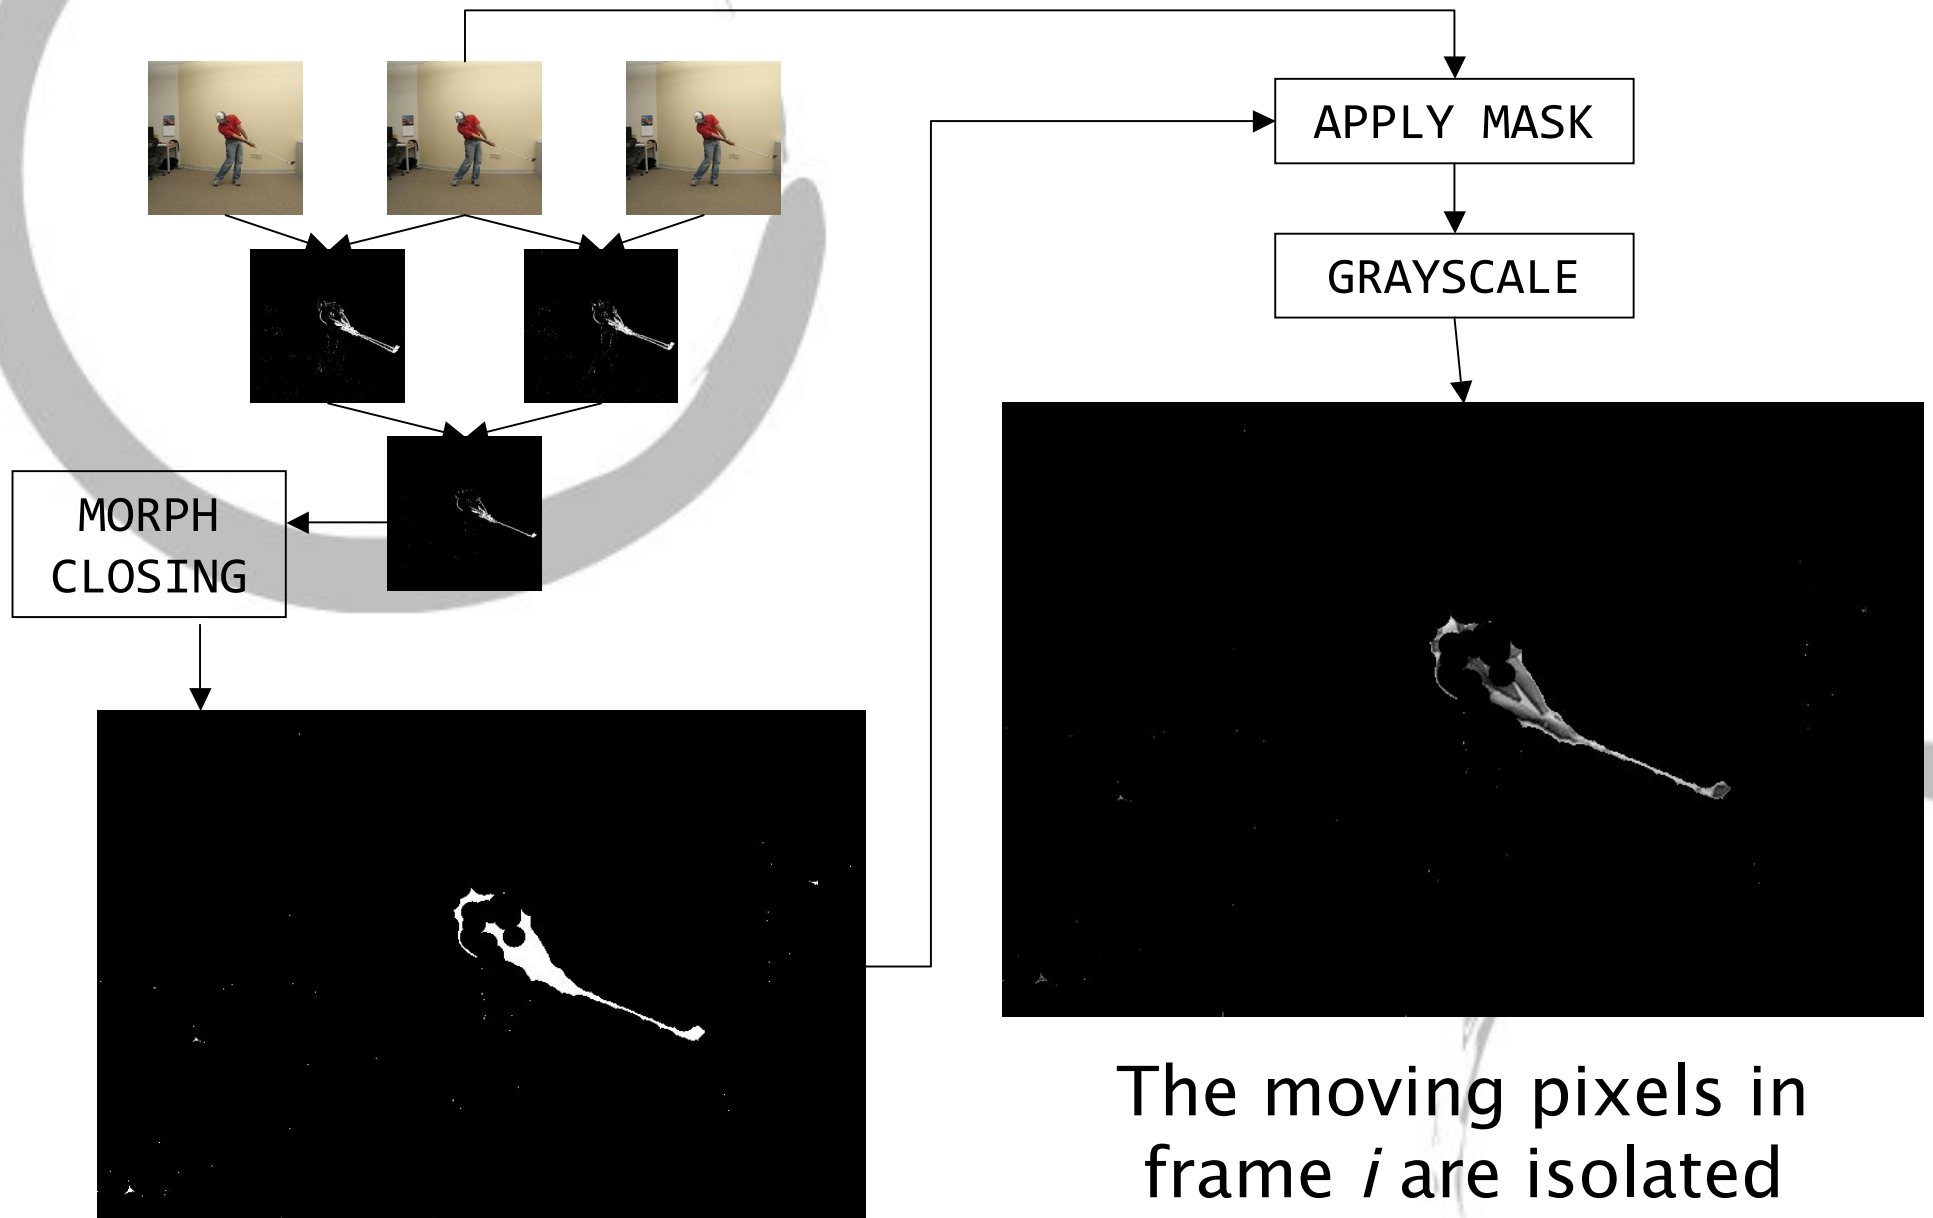 APPLY MASK
GRAYSCALE
MORPH
CLOSING
The moving pixels in
frame i are isolated